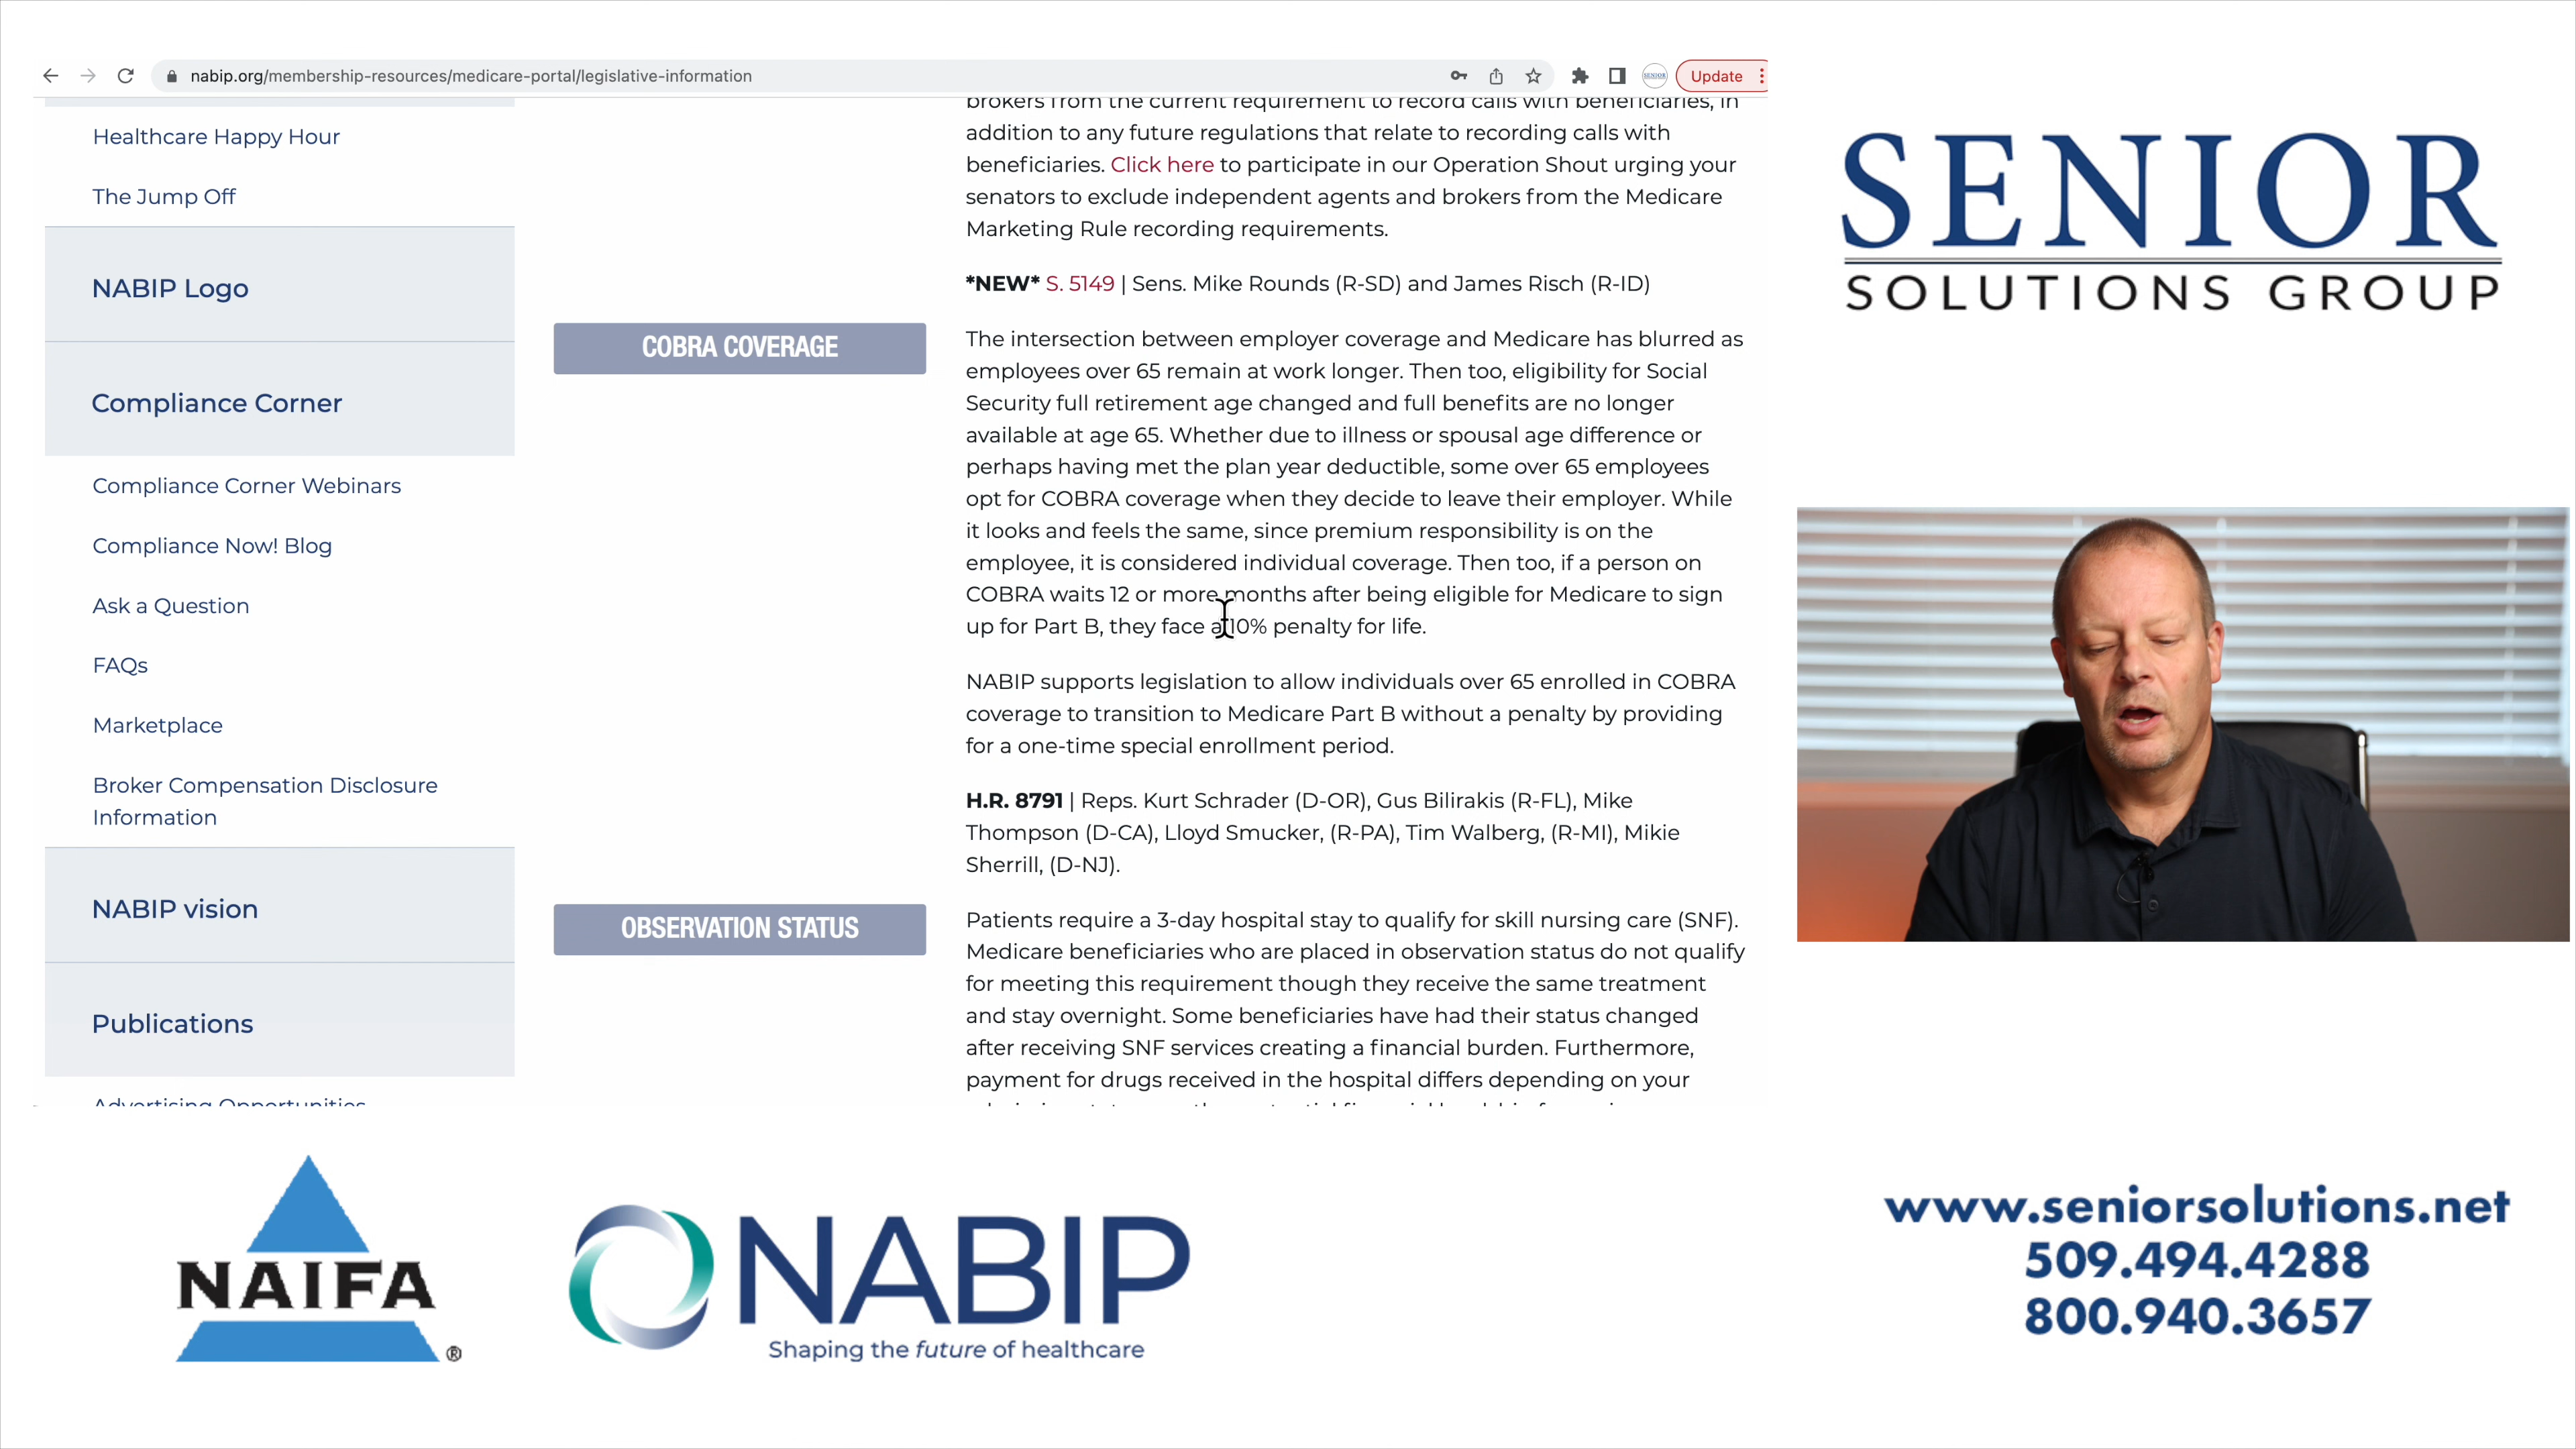 nabip.org/membership-resources/medicare-portal/legislative-information
Update
Healthcare Happy Hour
The Jump Off
NABIP Logo
Compliance Corner
Compliance Corner Webinars
Compliance Now! Blog
Ask a Question
FAQs
Marketplace
Broker Compensation Disclosure
Information
NABIP vision
Publications
Advertising Opportunities
COBRA COVERAGE
OBSERVATION STATUS
brokers from the current requirement to record calls with beneficiaries, in
addition to any future regulations that relate to recording calls with
beneficiaries. Click here to participate in our Operation Shout urging your
senators to exclude independent agents and brokers from the Medicare
Marketing Rule recording requirements.
*NEW* S. 5149 | Sens. Mike Rounds (R-SD) and James Risch (R-ID)
The intersection between employer coverage and Medicare has blurred as
employees over 65 remain at work longer. Then too, eligibility for Social
Security full retirement age changed and full benefits are no longer
available at age 65. Whether due to illness or spousal age difference or
perhaps having met the plan year deductible, some over 65 employees
opt for COBRA coverage when they decide to leave their employer. While
it looks and feels the same, since premium responsibility is on the
employee, it is considered individual coverage. Then too, if a person on
COBRA waits 12 or more months after being eligible for Medicare to sign
up for Part B, they face a 10% penalty for life.
NABIP supports legislation to allow individuals over 65 enrolled in COBRA
coverage to transition to Medicare Part B without a penalty by providing
for a one-time special enrollment period.
H.R. 8791 | Reps. Kurt Schrader (D-OR), Gus Bilirakis (R-FL), Mike
Thompson (D-CA), Lloyd Smucker, (R-PA), Tim Walberg, (R-MI), Mikie
Sherrill, (D-NJ).
Patients require a 3-day hospital stay to qualify for skill nursing care (SNF).
Medicare beneficiaries who are placed in observation status do not qualify
for meeting this requirement though they receive the same treatment
and stay overnight. Some beneficiaries have had their status changed
after receiving SNF services creating a financial burden. Furthermore,
payment for drugs received in the hospital differs depending on your
SENIOR
SOLUTIONS GROUP
NAIFA
®
NABIP
Shaping the future of healthcare
www.seniorsolutions.net
509.494.4288
800.940.3657